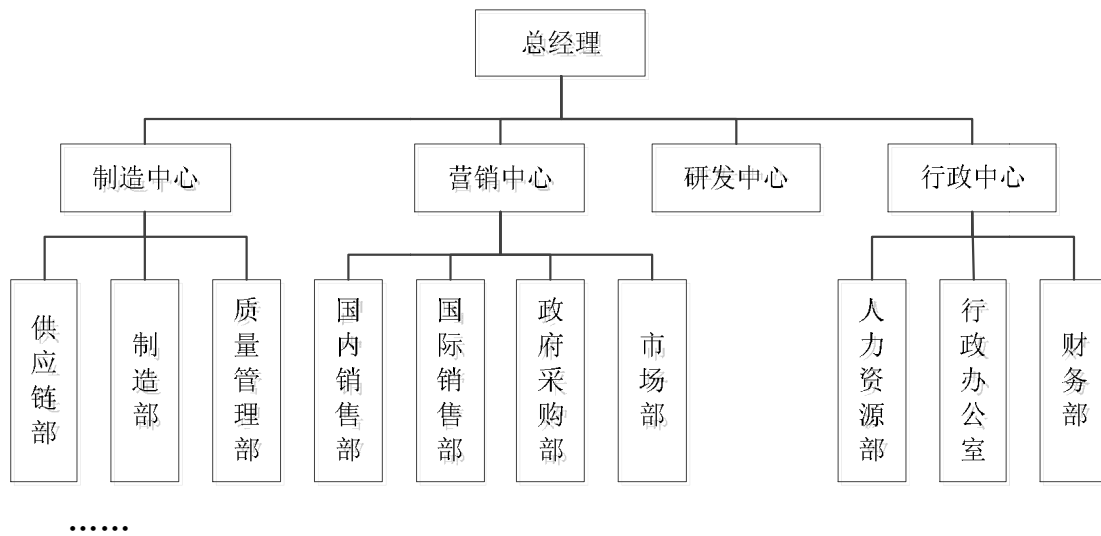 总经理
制造中心
营销中心
研发中心
行政中心
供应链部
制造部
质量管理部
国内销售部
国际销售部
政府采购部
市场部
人力资源部
行政办公室
财务部
……